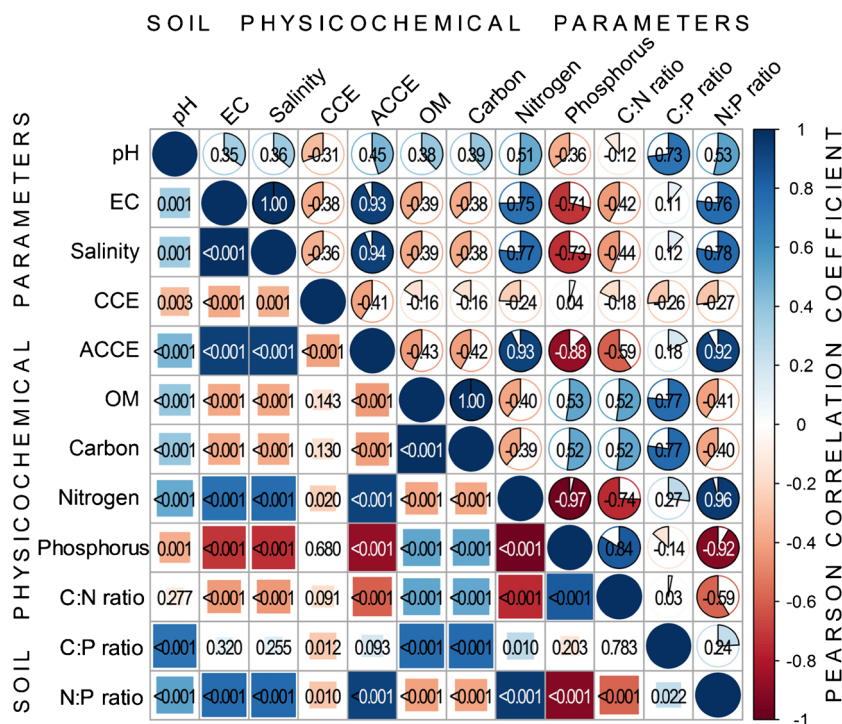 SOIL PHYSICOCHEMICAL PARAMETERS
pH EC Salinity CCE ACCE OM Carbon Nitrogen Phosphorus C:N ratio C:P ratio N:P ratio
SOIL PHYSICOCHEMICAL PARAMETERS
pH 0.35 0.36 -0.31 0.45 0.38 0.39 0.51 -0.36 -0.12 0.73 0.53
EC 0.001 1.00 -0.38 0.93 -0.39 -0.38 0.75 -0.71 -0.42 0.11 0.76
Salinity 0.001 <0.001 -0.36 0.94 -0.39 -0.38 0.77 -0.73 -0.44 0.12 0.78
CCE 0.003 <0.001 0.001 -0.41 -0.16 -0.16 -0.24 0.04 -0.18 -0.26 -0.27
ACCE <0.001 <0.001 <0.001 <0.001 -0.43 -0.42 0.93 -0.88 -0.59 0.18 0.92
OM <0.001 <0.001 <0.001 0.143 <0.001 1.00 -0.40 0.53 0.52 0.77 -0.41
Carbon <0.001 <0.001 <0.001 0.130 <0.001 <0.001 -0.39 0.52 0.52 0.77 -0.40
Nitrogen <0.001 <0.001 <0.001 0.020 <0.001 <0.001 <0.001 -0.97 -0.74 0.27 0.96
Phosphorus 0.001 <0.001 <0.001 0.680 <0.001 <0.001 <0.001 <0.001 0.84 -0.14 -0.92
C:N ratio 0.277 <0.001 <0.001 0.091 <0.001 <0.001 <0.001 <0.001 <0.001 0.03 -0.59
C:P ratio <0.001 0.320 0.255 0.012 0.093 <0.001 <0.001 0.010 0.203 0.783 0.24
N:P ratio <0.001 <0.001 <0.001 0.010 <0.001 <0.001 <0.001 <0.001 <0.001 <0.001 0.022
1
0.8
0.6
0.4
0.2
0
-0.2
-0.4
-0.6
-0.8
-1
PEARSON CORRELATION COEFFICIENT